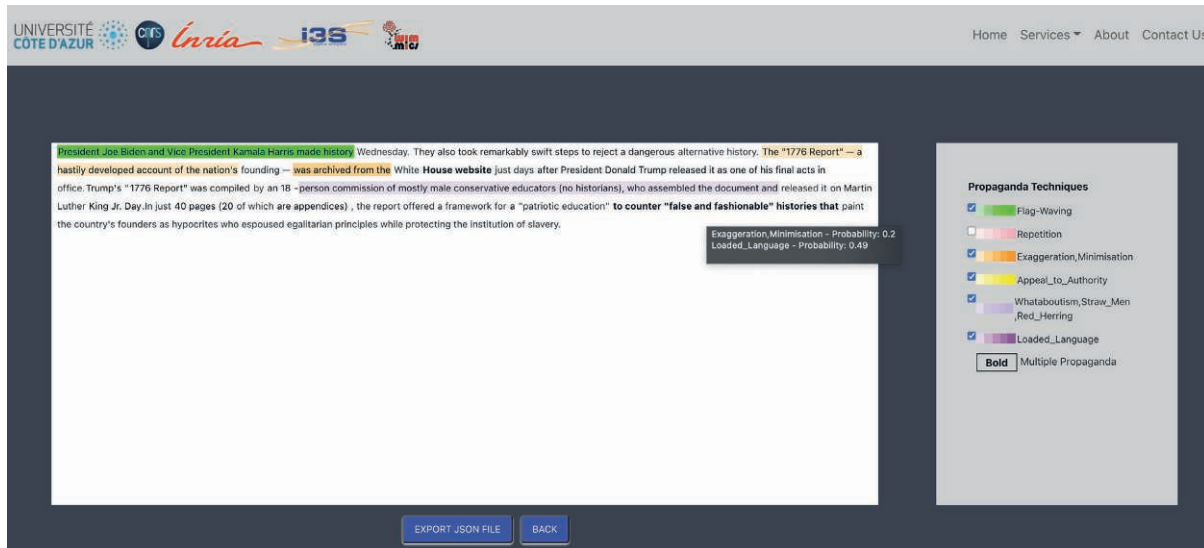 UNIVERSITÉ
CÔTE D'AZUR
cnrs
Inría
i3S
wim
mics
Home Services About Contact Us
President Joe Biden and Vice President Kamala Harris made history Wednesday. They also took remarkably swift steps to reject a dangerous alternative history. The "1776 Report" — a
hastily developed account of the nation's founding — was archived from the White House website just days after President Donald Trump released it as one of his final acts in
office. Trump's "1776 Report" was compiled by an 18 -person commission of mostly male conservative educators (no historians), who assembled the document and released it on Martin
Luther King Jr. Day.In just 40 pages (20 of which are appendices) , the report offered a framework for a "patriotic education" to counter "false and fashionable" histories that paint
the country's founders as hypocrites who espoused egalitarian principles while protecting the institution of slavery.
Exaggeration,Minimisation - Probability: 0.2
Loaded_Language - Probability: 0.49
Propaganda Techniques
Flag-Waving
Repetition
Exaggeration,Minimisation
Appeal_to_Authority
Whataboutism,Straw_Men
,Red_Herring
Loaded_Language
Bold Multiple Propaganda
EXPORT JSON FILE BACK